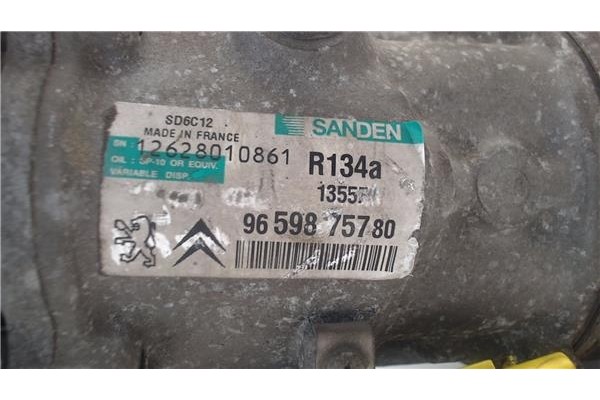 SD6C12
MADE IN FRANCE
SANDEN
SN: 12628010861
OIL: SP-10 OR EQUIV.
VARIABLE DISP.
R134a
1355
96 598 757 80